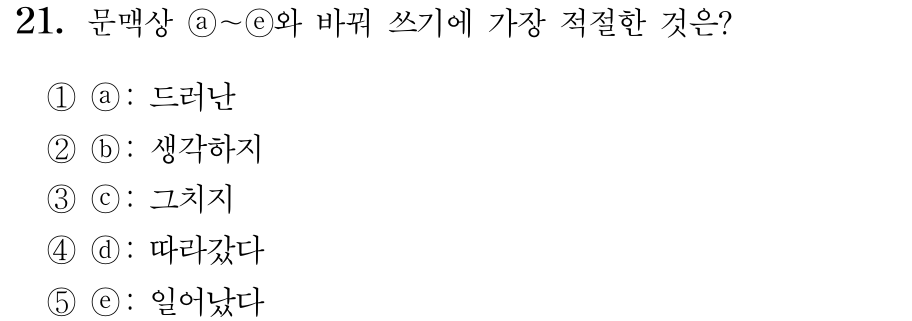 21. 문맥상 ⓐ~ⓔ와 바꿔 쓰기에 가장 적절한 것은?
① ⓐ: 드러난
② ⓑ: 생각하지
③ ⓒ: 그치지
④ ⓓ: 따라갔다
⑤ ⓔ: 일어났다